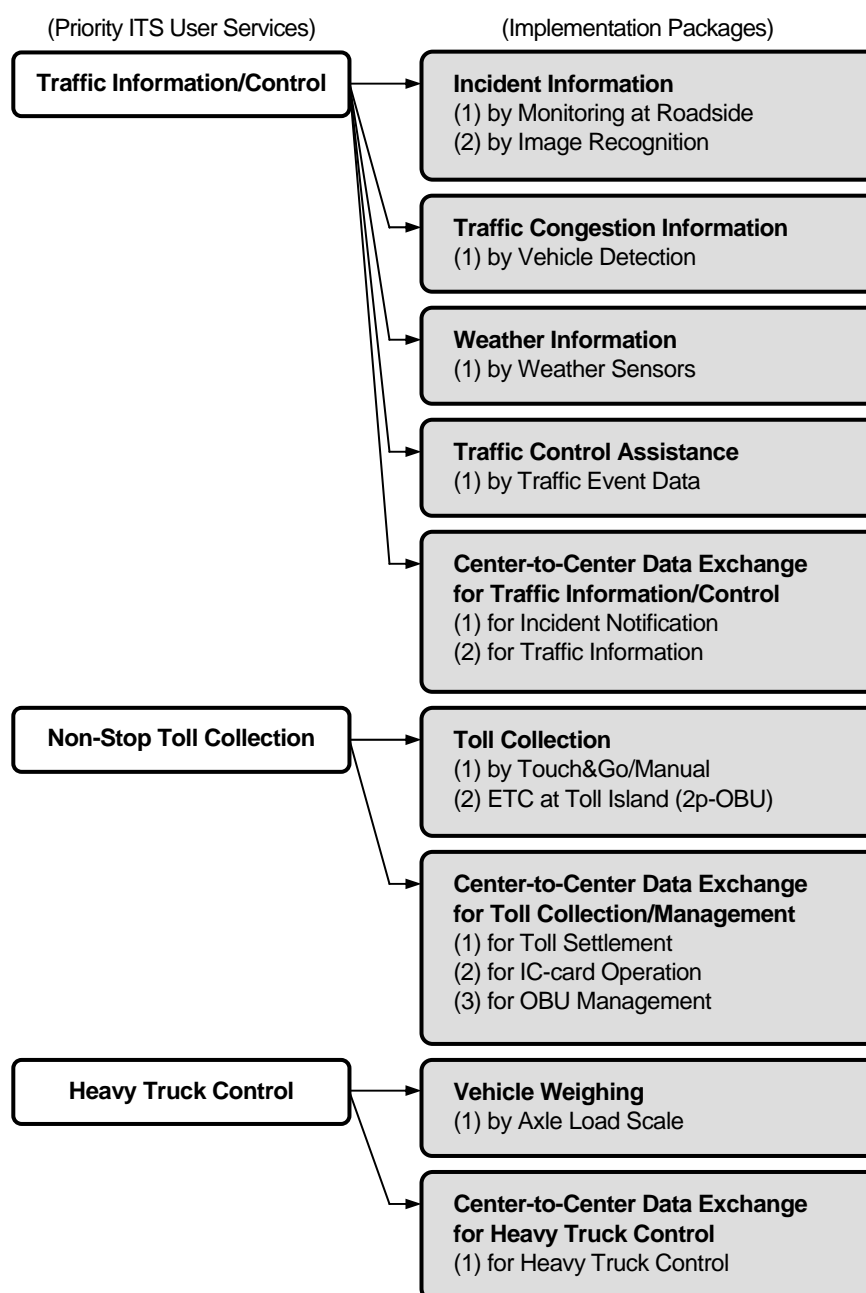 (Priority ITS User Services)
(Implementation Packages)
Traffic Information/Control
Incident Information
(1) by Monitoring at Roadside
(2) by Image Recognition
Traffic Congestion Information
(1) by Vehicle Detection
Weather Information
(1) by Weather Sensors
Traffic Control Assistance
(1) by Traffic Event Data
Center-to-Center Data Exchange
for Traffic Information/Control
(1) for Incident Notification
(2) for Traffic Information
Non-Stop Toll Collection
Toll Collection
(1) by Touch&Go/Manual
(2) ETC at Toll Island (2p-OBU)
Center-to-Center Data Exchange
for Toll Collection/Management
(1) for Toll Settlement
(2) for IC-card Operation
(3) for OBU Management
Heavy Truck Control
Vehicle Weighing
(1) by Axle Load Scale
Center-to-Center Data Exchange
for Heavy Truck Control
(1) for Heavy Truck Control